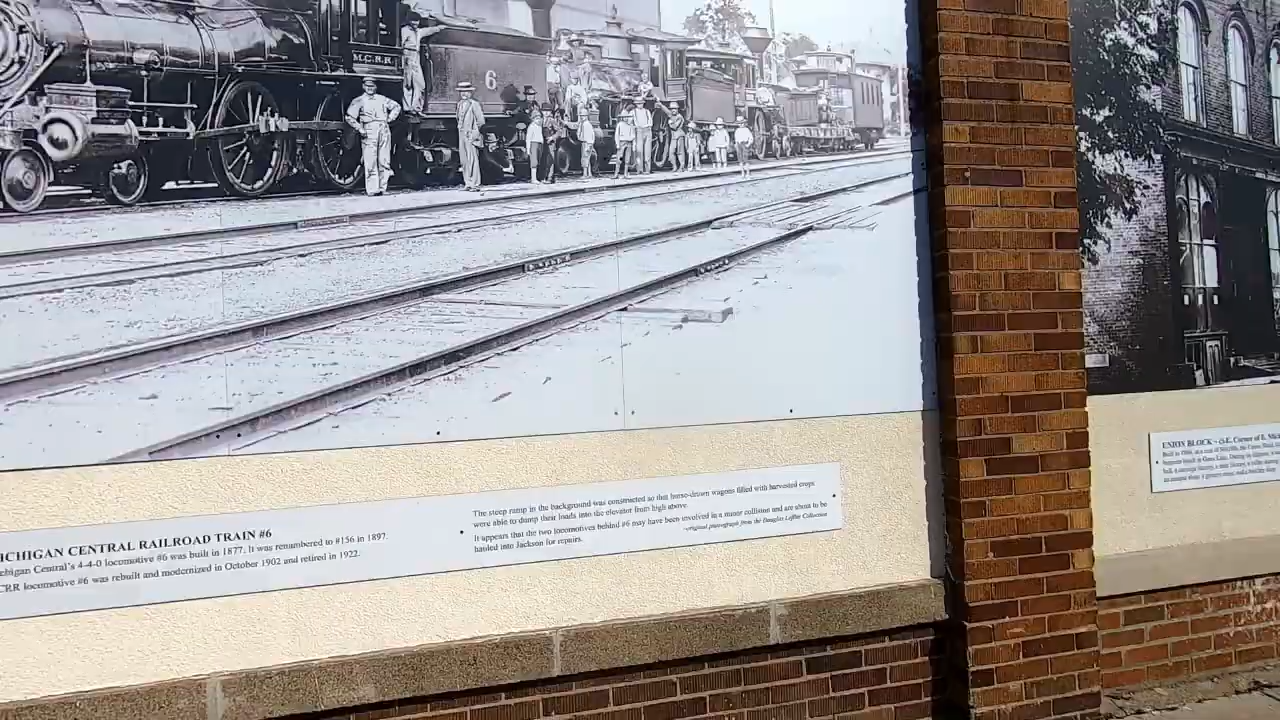 M.C.R.R.
6
ICHIGAN CENTRAL RAILROAD TRAIN #6
chigan Central's 4-4-0 locomotive #6 was built in 1877. It was renumbered to #156 in 1897.
CRR locomotive #6 was rebuilt and modernized in October 1902 and retired in 1922.
The steep ramp in the background was constructed so that horse-drawn wagons filled with harvested crops
were able to dump their loads into the elevator from high above.
It appears that the two locomotives behind #6 may have been involved in a minor collision and are about to be
hauled into Jackson for repairs.
-original photograph from the Douglas Leffler Collection
UNION BLOCK ~ S.E. Corner of E. Mic